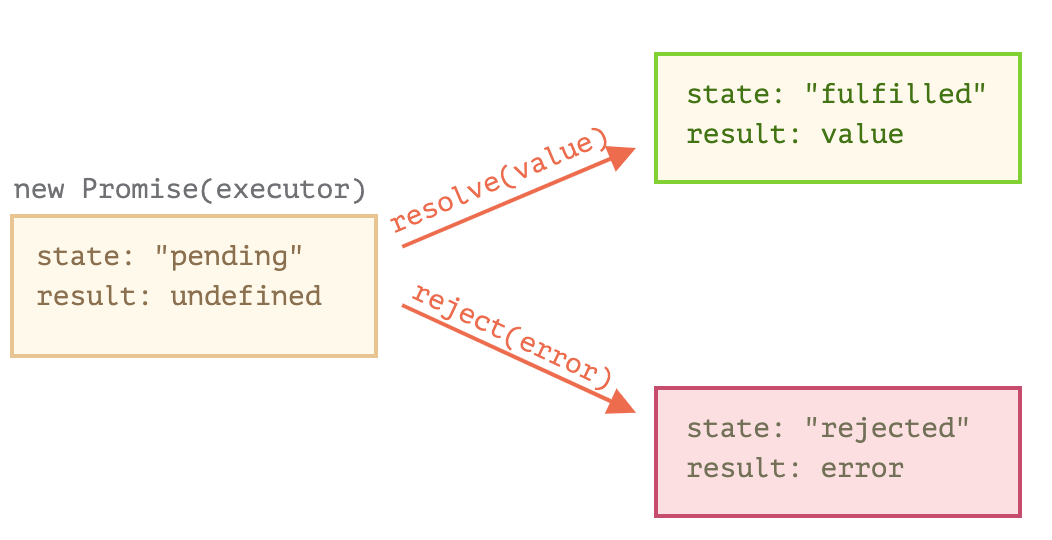 new Promise(executor)
state: "pending"
result: undefined
resolve(value)
reject(error)
state: "fulfilled"
result: value
state: "rejected"
result: error